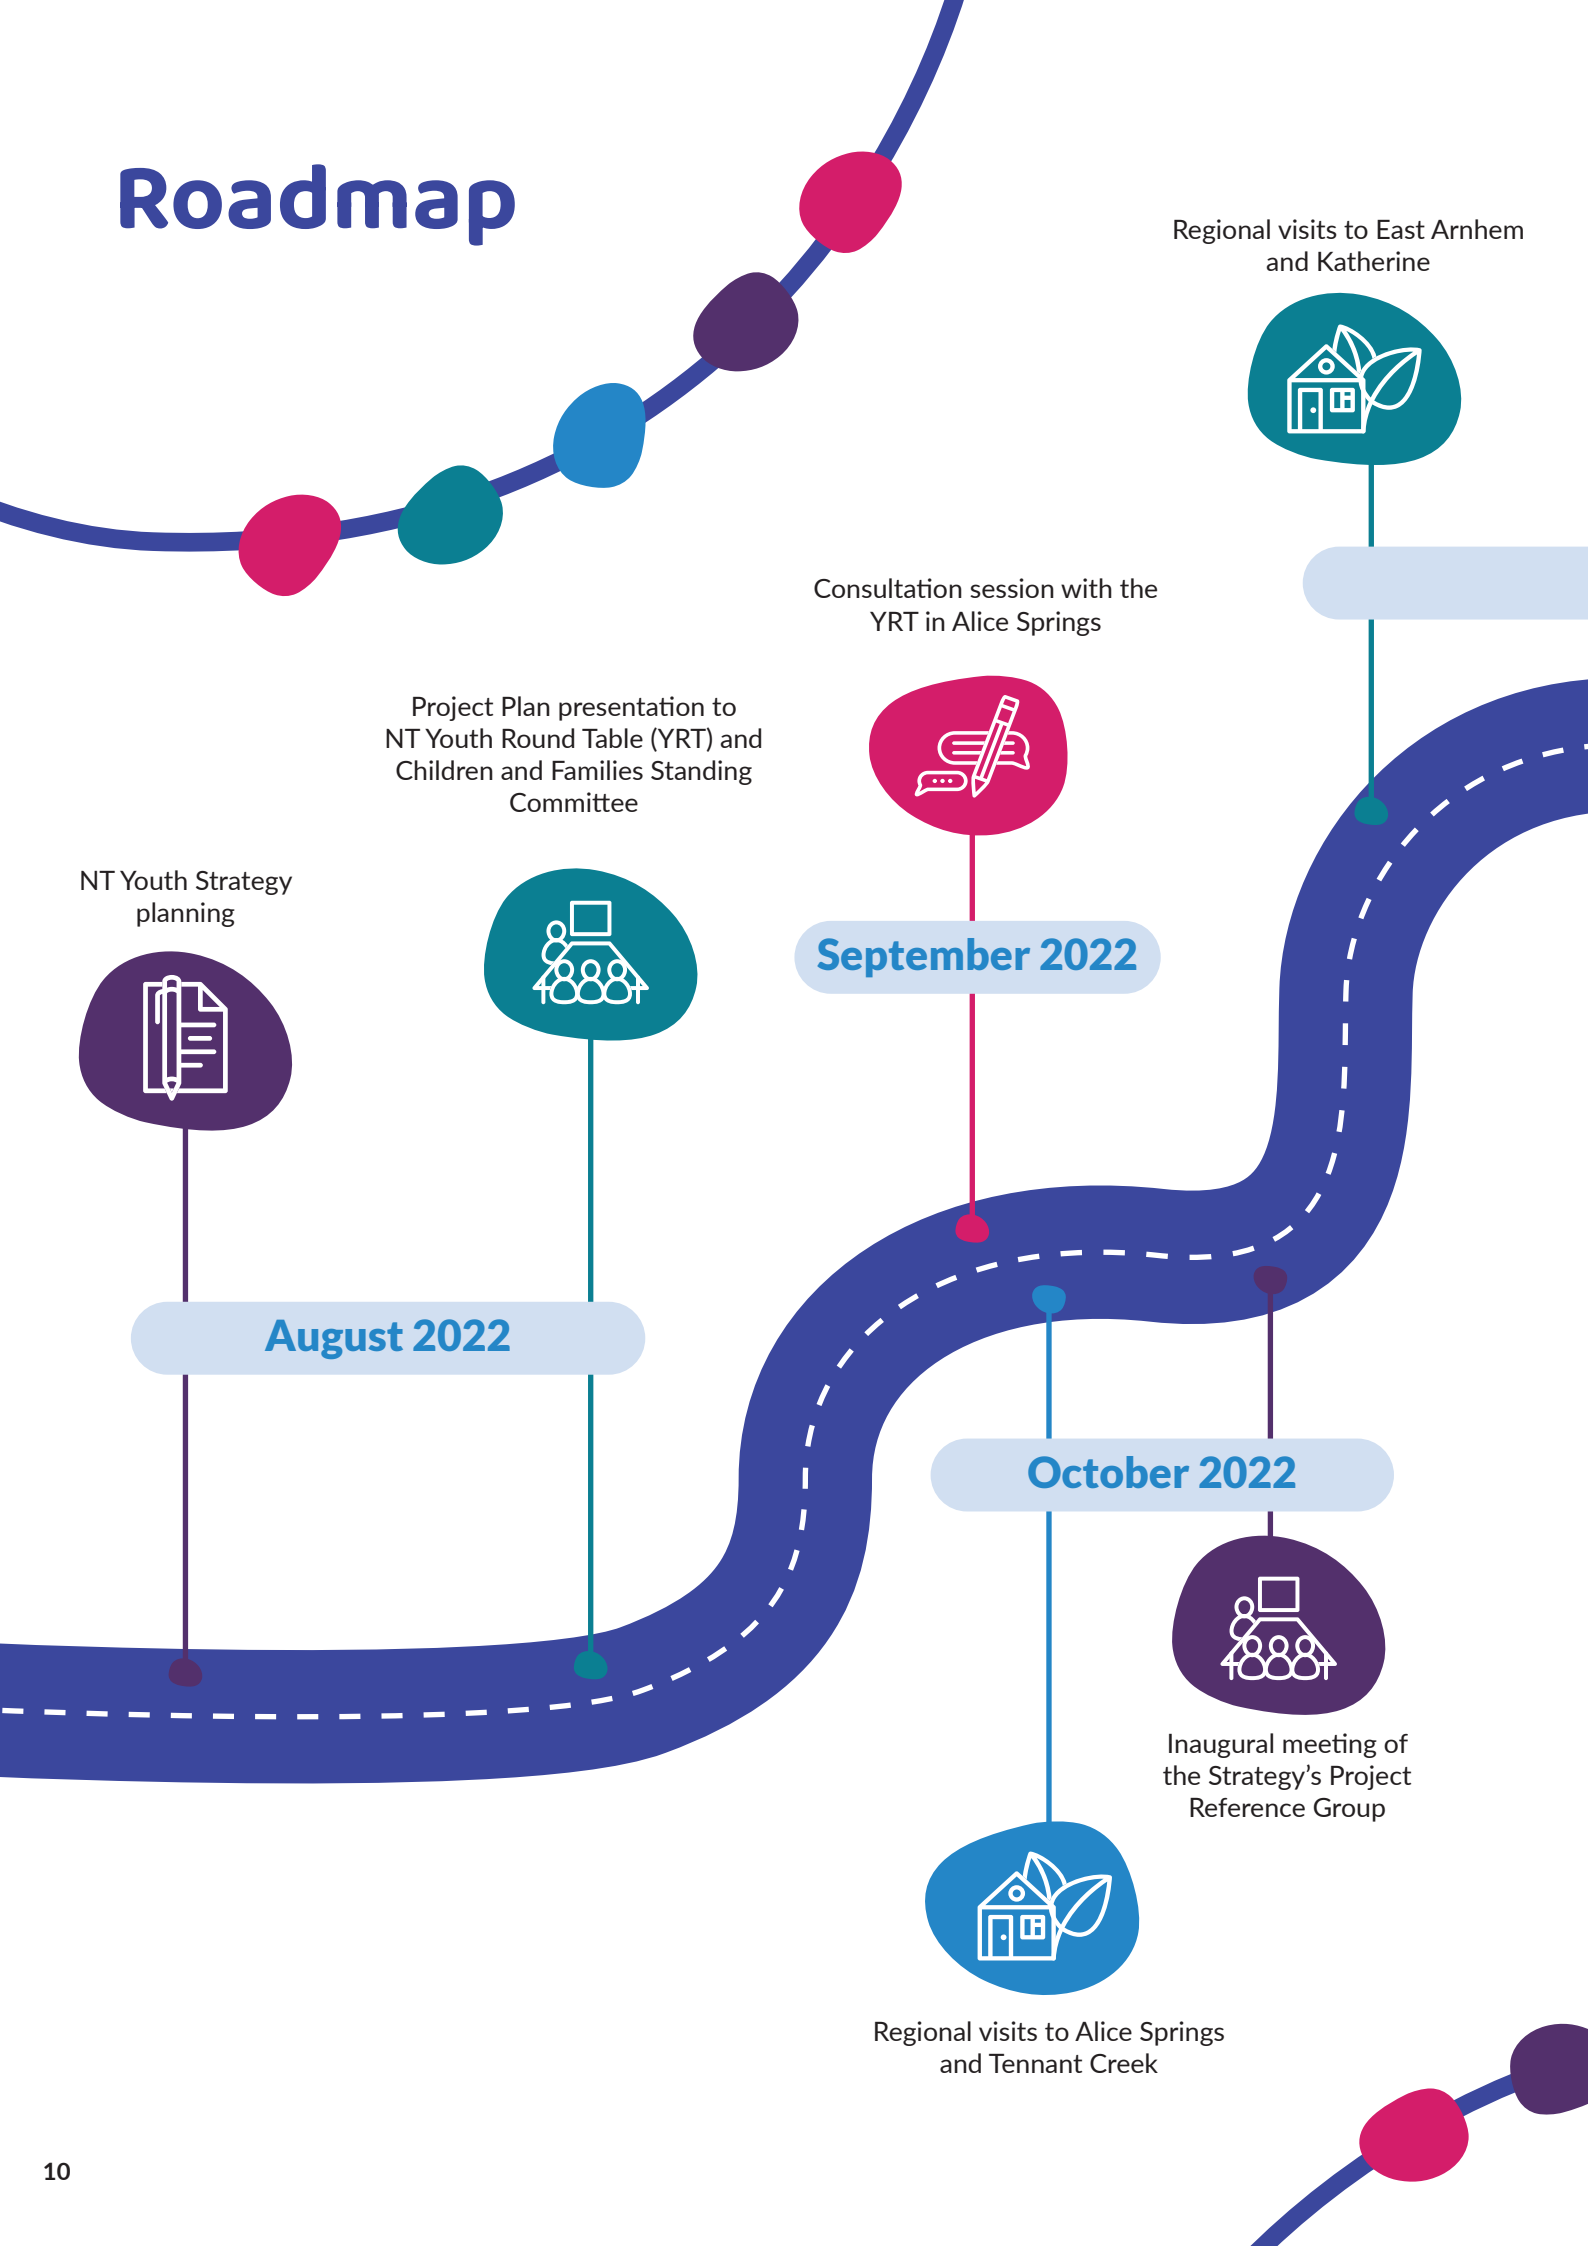 Roadmap
NT Youth Strategy
planning
Project Plan presentation to
NT Youth Round Table (YRT) and
Children and Families Standing
Committee
August 2022
Consultation session with the
YRT in Alice Springs
September 2022
Regional visits to East Arnhem
and Katherine
October 2022
Inaugural meeting of
the Strategy’s Project
Reference Group
Regional visits to Alice Springs
and Tennant Creek
10